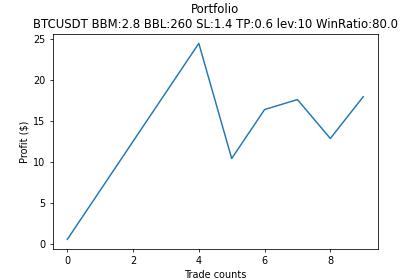 Portfolio
BTCUSDT BBM:2.8 BBL:260 SL:1.4 TP:0.6 lev:10 WinRatio:80.0
25
20
15
10
5
0
Profit ($)
0 2 4 6 8
Trade counts